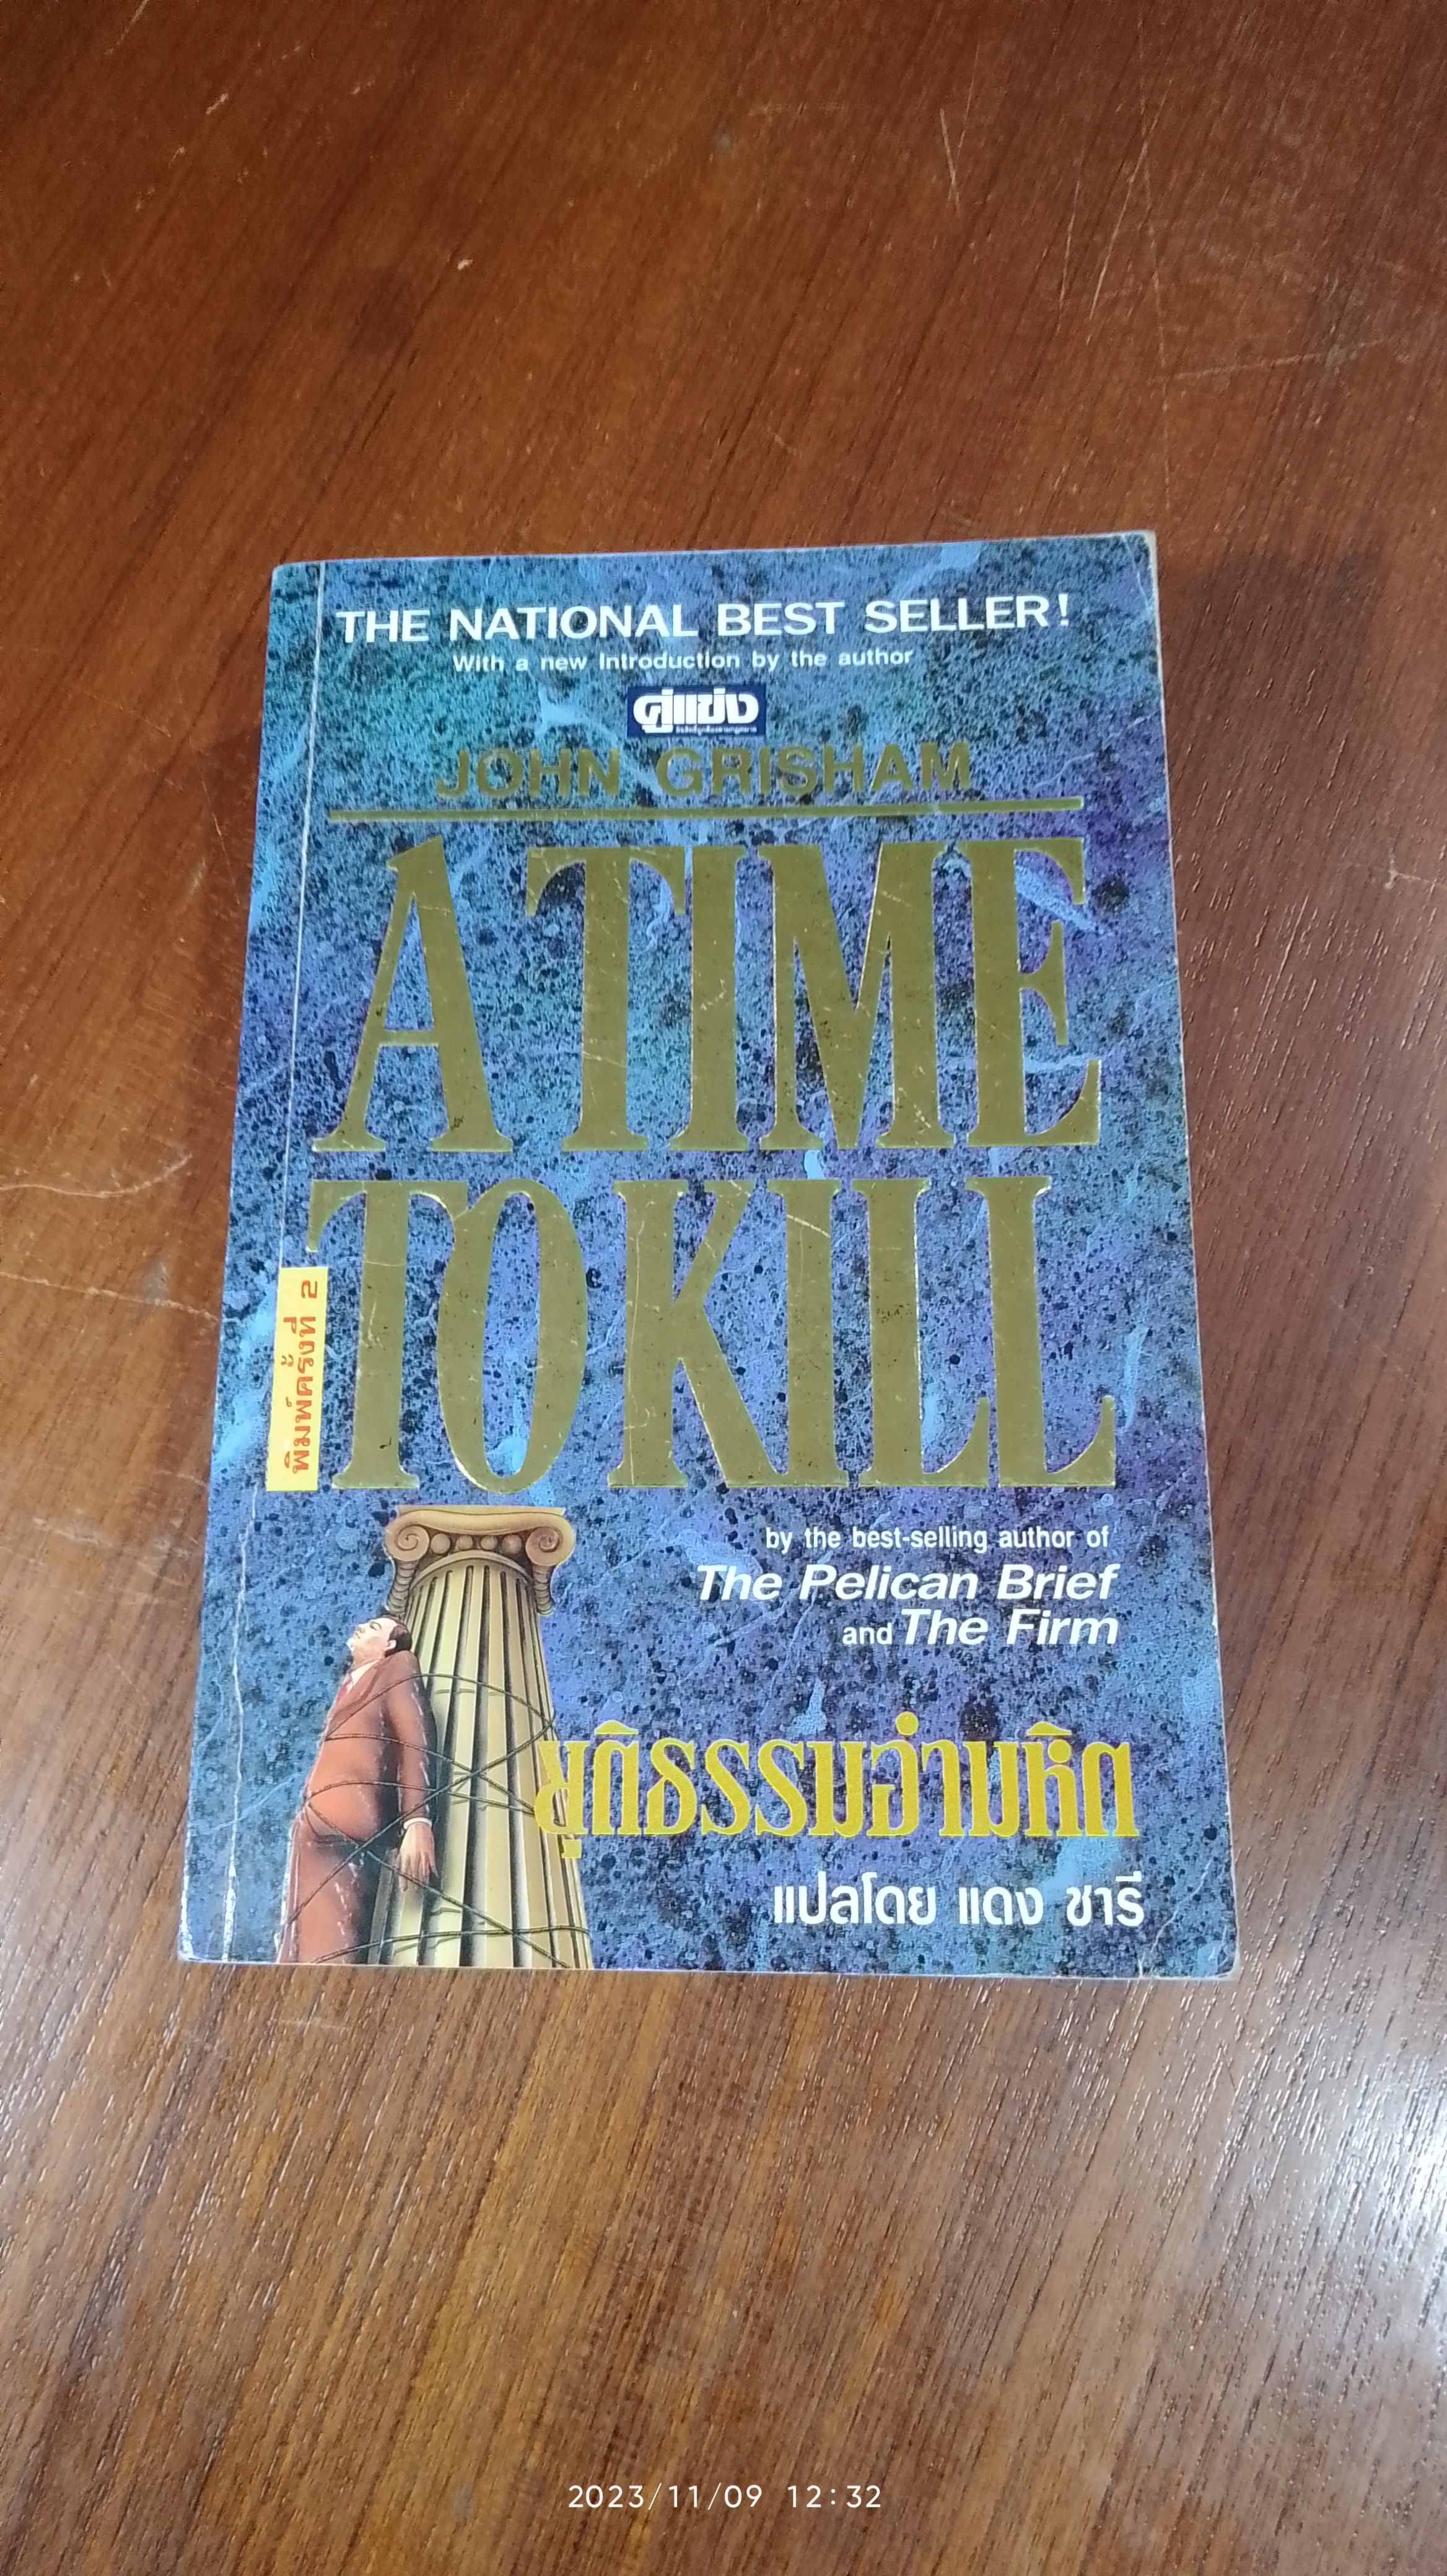 THE NATIONAL BEST SELLER!
With a new Introduction by the author
คู่แข่ง
JOHN GRISHAM
A TIME
TO KILL
พิมพ์ครั้งที่ ๒
by the best-selling author of
The Pelican Brief
and The Firm
ยุติธรรมอำมหิต
แปลโดย แดง ชารี
2023/11/09 12:32